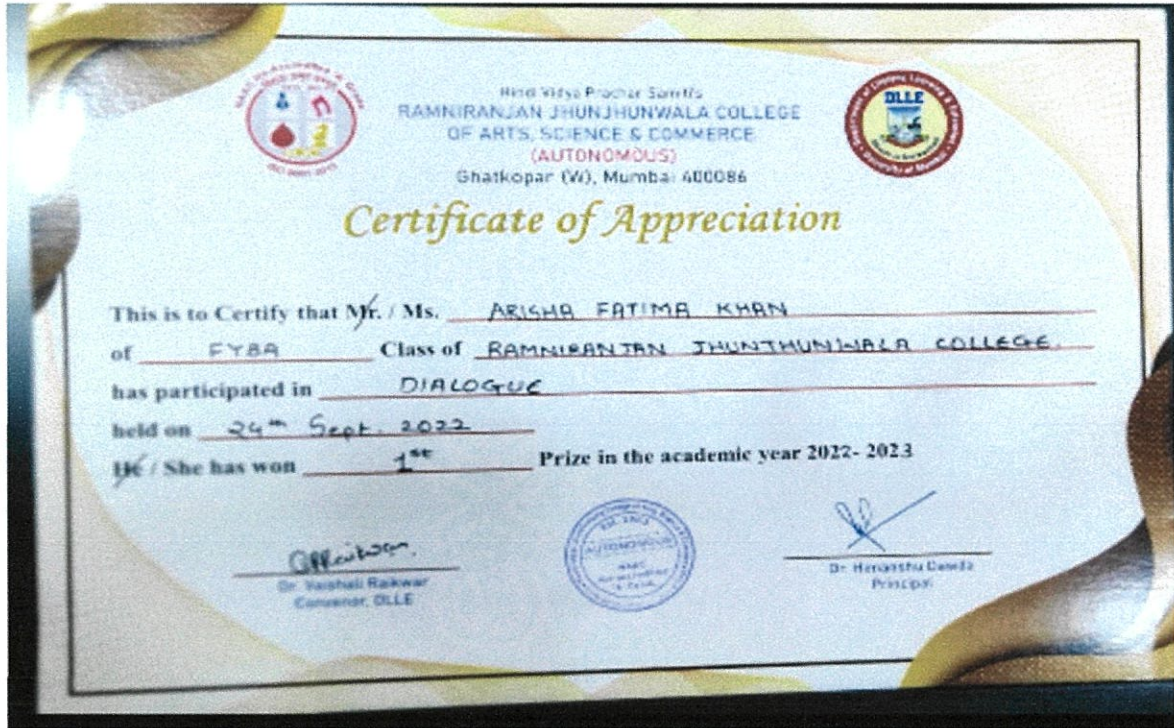 Hindi Vidya Prachar Samiti's
RAMNIRANJAN JHUNJHUNWALA COLLEGE
OF ARTS, SCIENCE & COMMERCE
(AUTONOMOUS)
Ghatkopar (W), Mumbai 400086
DLLE
Certificate of Appreciation
This is to Certify that Mr. / Ms. ARISHA FATIMA KHAN
of FYBA Class of RAMNIRANJAN JHUNJHUNWALA COLLEGE.
has participated in DIALOGUE
held on 24th Sept. 2022
He / She has won 1st Prize in the academic year 2022- 2023
AUTONOMOUS
Dr. Vaishali Raikwar
Convenor, DLLE
Dr. Himanshu Dawda
Principal